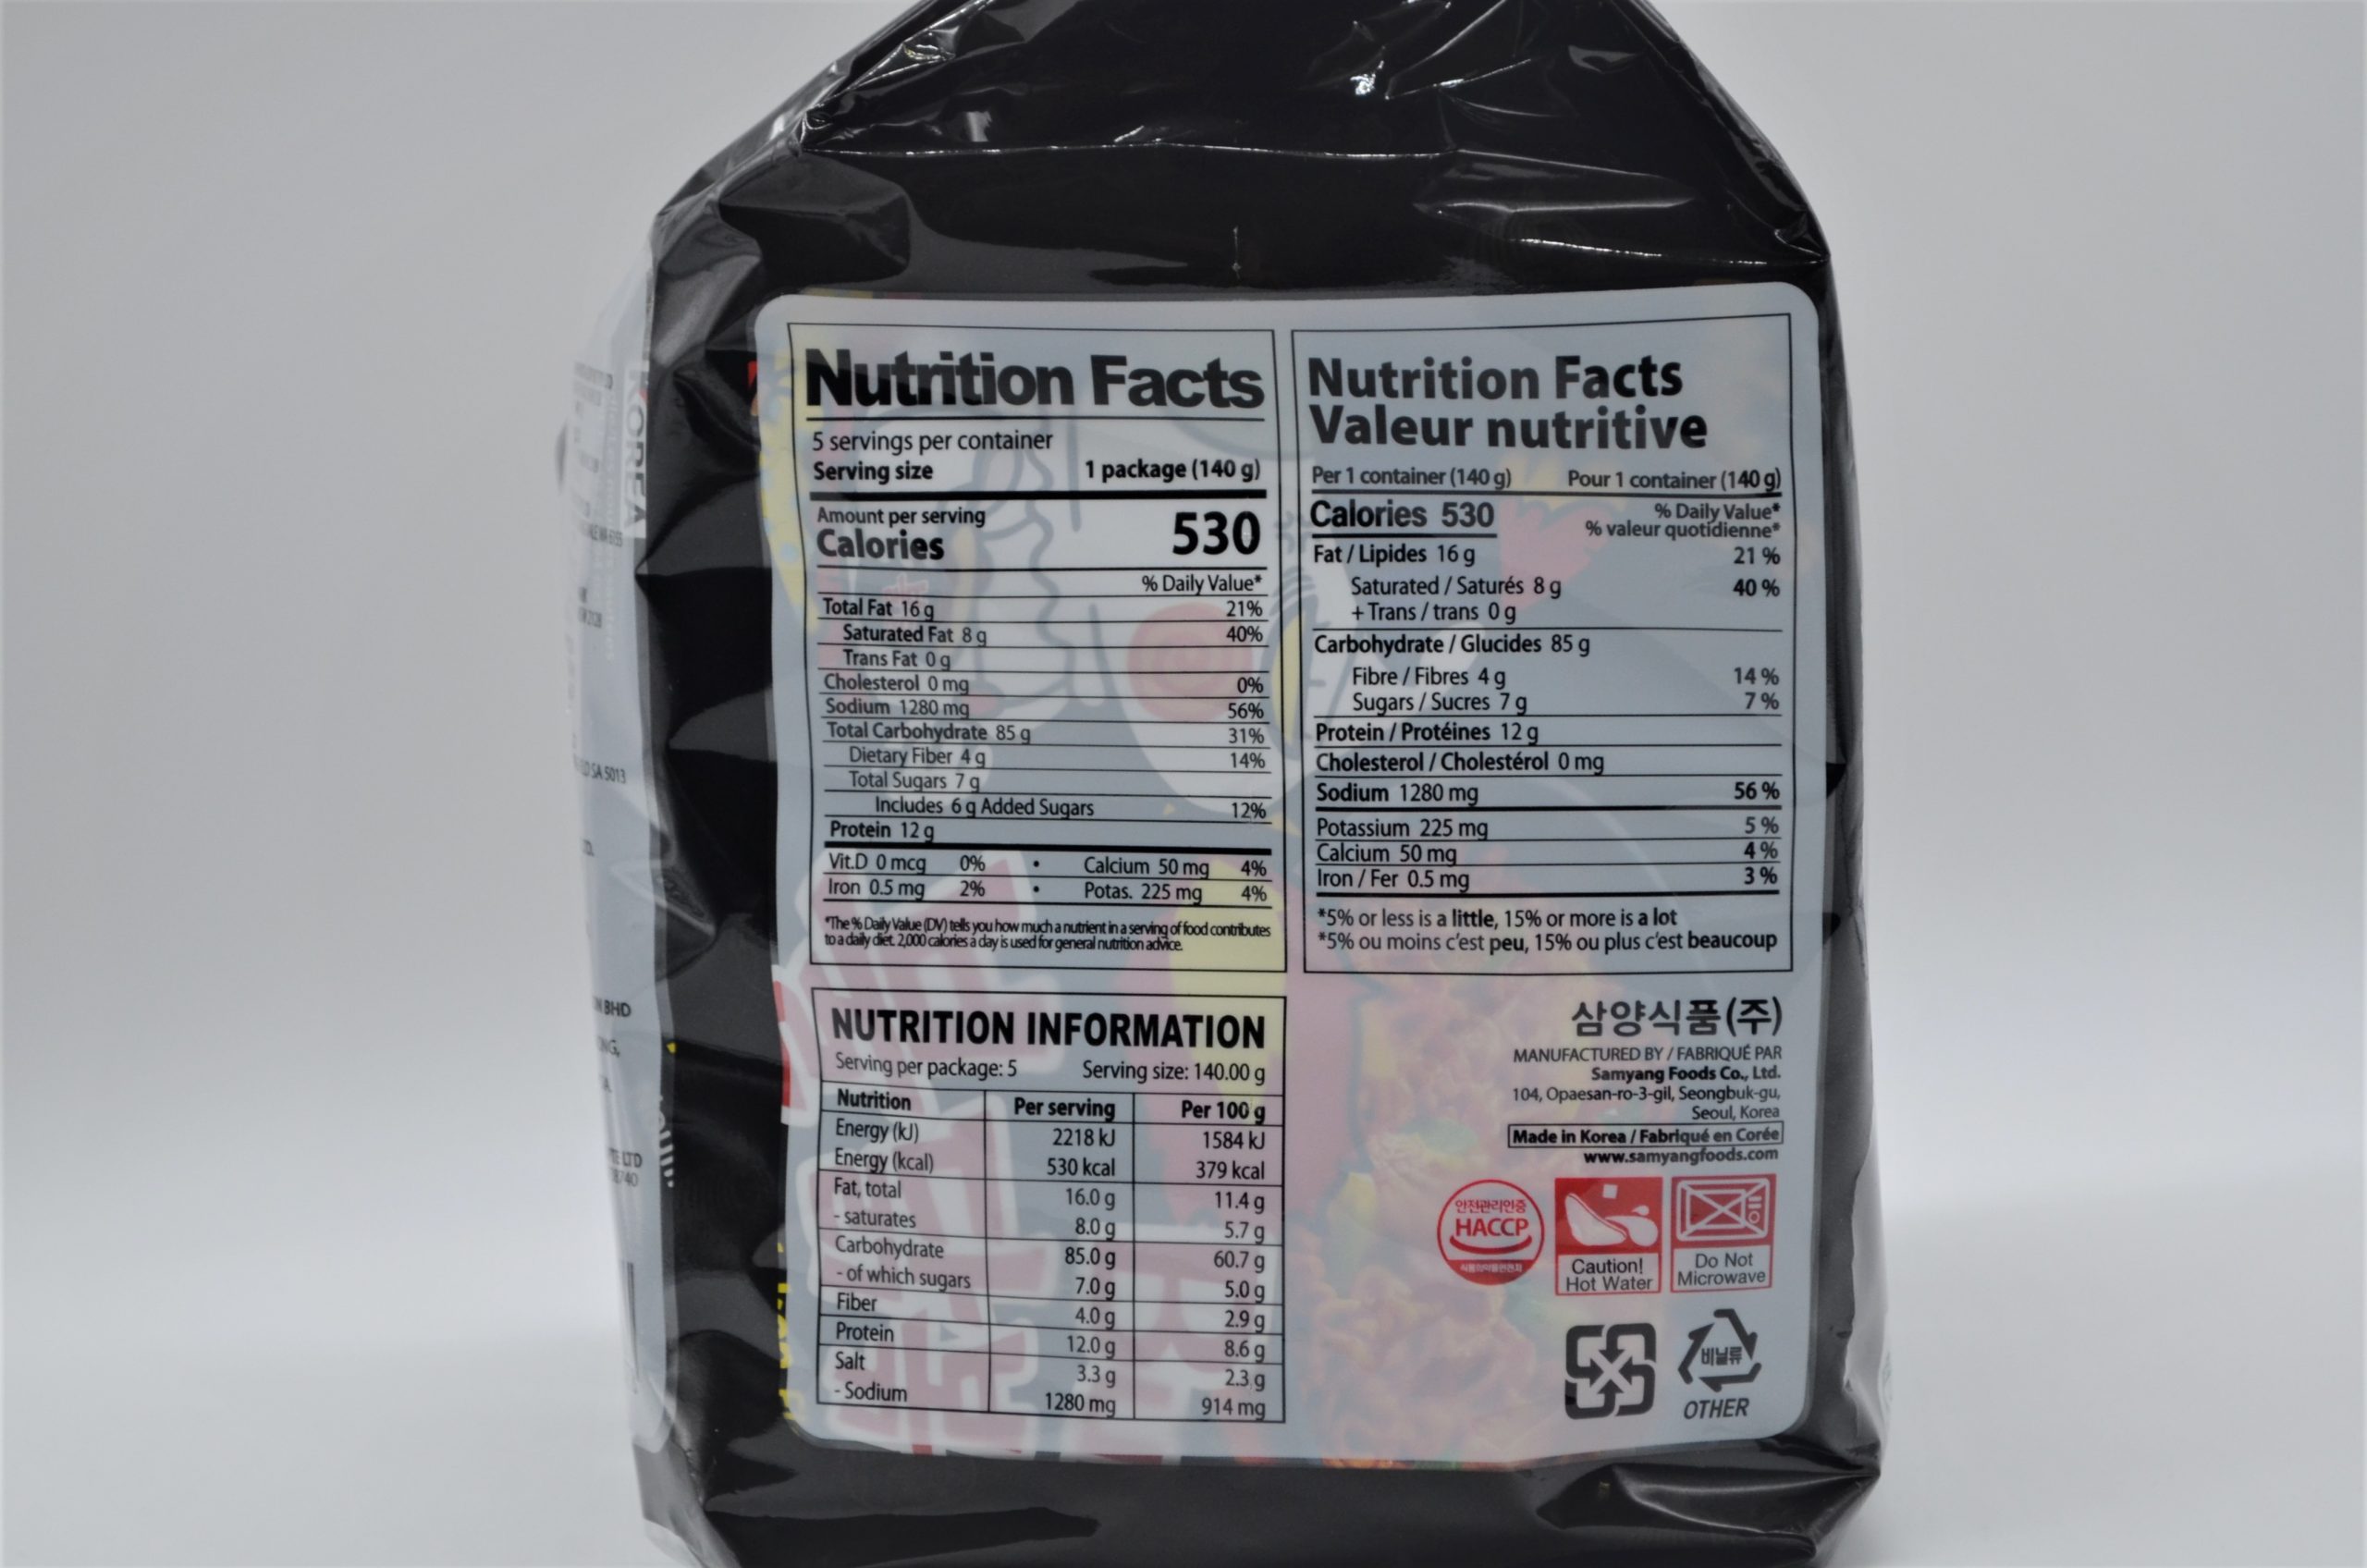 Nutrition Facts
5 servings per container
Serving size 1 package (140 g)
Amount per serving
Calories 530
% Daily Value*
Total Fat 16 g 21%
Saturated Fat 8 g 40%
Trans Fat 0 g
Cholesterol 0 mg 0%
Sodium 1280 mg 56%
Total Carbohydrate 85 g 31%
Dietary Fiber 4 g 14%
Total Sugars 7 g
Includes 6 g Added Sugars 12%
Protein 12 g
Vit.D 0 mcg 0% • Calcium 50 mg 4%
Iron 0.5 mg 2% • Potas. 225 mg 4%
*The % Daily Value (DV) tells you how much a nutrient in a serving of food contributes
to a daily diet. 2,000 calories a day is used for general nutrition advice.
Nutrition Facts
Valeur nutritive
Per 1 container (140 g) Pour 1 container (140 g)
Calories 530 % Daily Value*
% valeur quotidienne*
Fat / Lipides 16 g 21 %
Saturated / Saturés 8 g 40 %
+ Trans / trans 0 g
Carbohydrate / Glucides 85 g
Fibre / Fibres 4 g 14 %
Sugars / Sucres 7 g 7 %
Protein / Protéines 12 g
Cholesterol / Cholestérol 0 mg
Sodium 1280 mg 56 %
Potassium 225 mg 5 %
Calcium 50 mg 4 %
Iron / Fer 0.5 mg 3 %
*5% or less is a little, 15% or more is a lot
*5% ou moins c'est peu, 15% ou plus c'est beaucoup
NUTRITION INFORMATION
Serving per package: 5 Serving size: 140.00 g
Nutrition Per serving Per 100 g
Energy (kJ) 2218 kJ 1584 kJ
Energy (kcal) 530 kcal 379 kcal
Fat, total 16.0 g 11.4 g
- saturates 8.0 g 5.7 g
Carbohydrate 85.0 g 60.7 g
- of which sugars 7.0 g 5.0 g
Fiber 4.0 g 2.9 g
Protein 12.0 g 8.6 g
Salt 3.3 g 2.3 g
- Sodium 1280 mg 914 mg
삼양식품(주)
MANUFACTURED BY / FABRIQUÉ PAR
Samyang Foods Co., Ltd.
104, Opaesan-ro-3-gil, Seongbuk-gu,
Seoul, Korea
Made in Korea / Fabriqué en Corée
www.samyangfoods.com
안전관리인증
HACCP
Caution!
Hot Water
Do Not
Microwave
비닐류
OTHER
KOREA
SA 5013
BHD
LTD